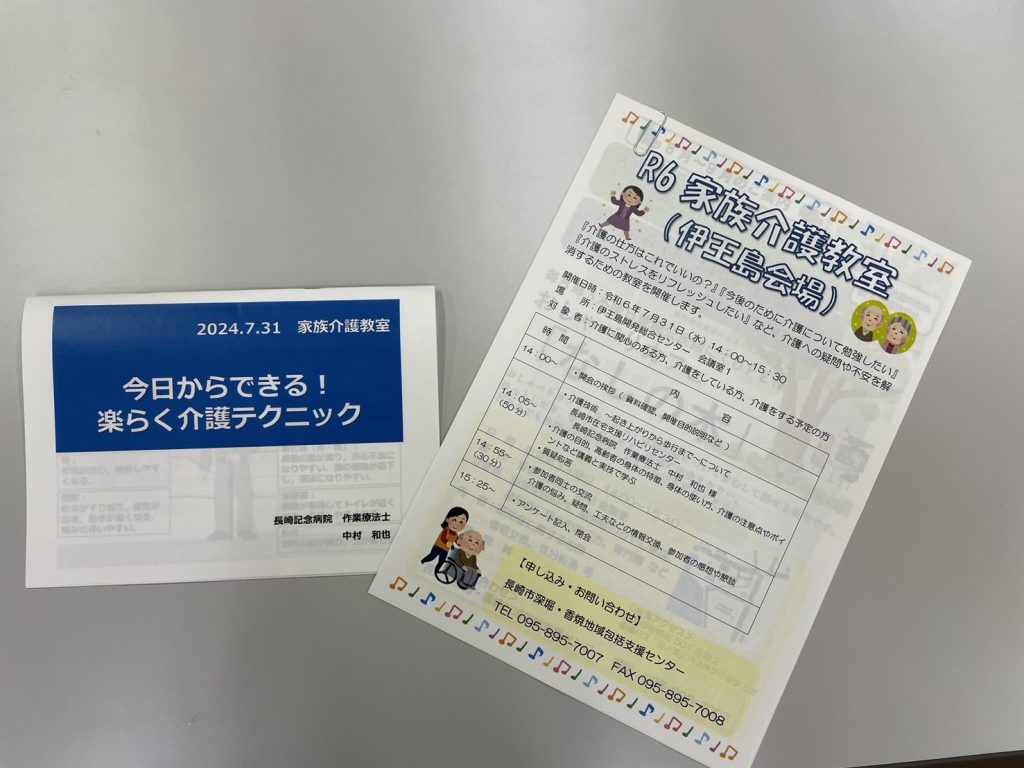 2024.7.31　家族介護教室
今日からできる！
楽らく介護テクニック
長崎記念病院　作業療法士
中村　和也
R6 家族介護教室
（伊王島会場）
『介護の仕方はこれでいいの？』『今後のために介護について勉強したい』
『介護のストレスをリフレッシュしたい』など、介護への疑問や不安を解
消するための教室を開催します。
開催日時：令和６年７月３１日（水）１４：００～１５：３０
場　　所：伊王島開発総合センター　会議室１
対 象 者：介護に関心のある方、介護をしている方、介護をする予定の方
時　間　内　容
14：00～　・開会の挨拶（資料確認、開催目的説明など）
14：05～
（50分）
・介護技術　～起き上がりから歩行まで～について
長崎市在宅支援リハビリセンター
長崎記念病院　作業療法士　中村　和也 様
・介護の目的、高齢者の身体の特徴、身体の使い方、介護の注意点やポイ
ントなど講義と実技で学ぶ
・質疑応答
14：55～
（30分）
・参加者同士の交流
介護の悩み、疑問、工夫などの情報交換、参加者の感想や懇談
15：25～　・アンケート記入、閉会
【申し込み・お問い合わせ】
長崎市深堀・香焼地域包括支援センター
TEL 095-895-7007　FAX 095-895-7008